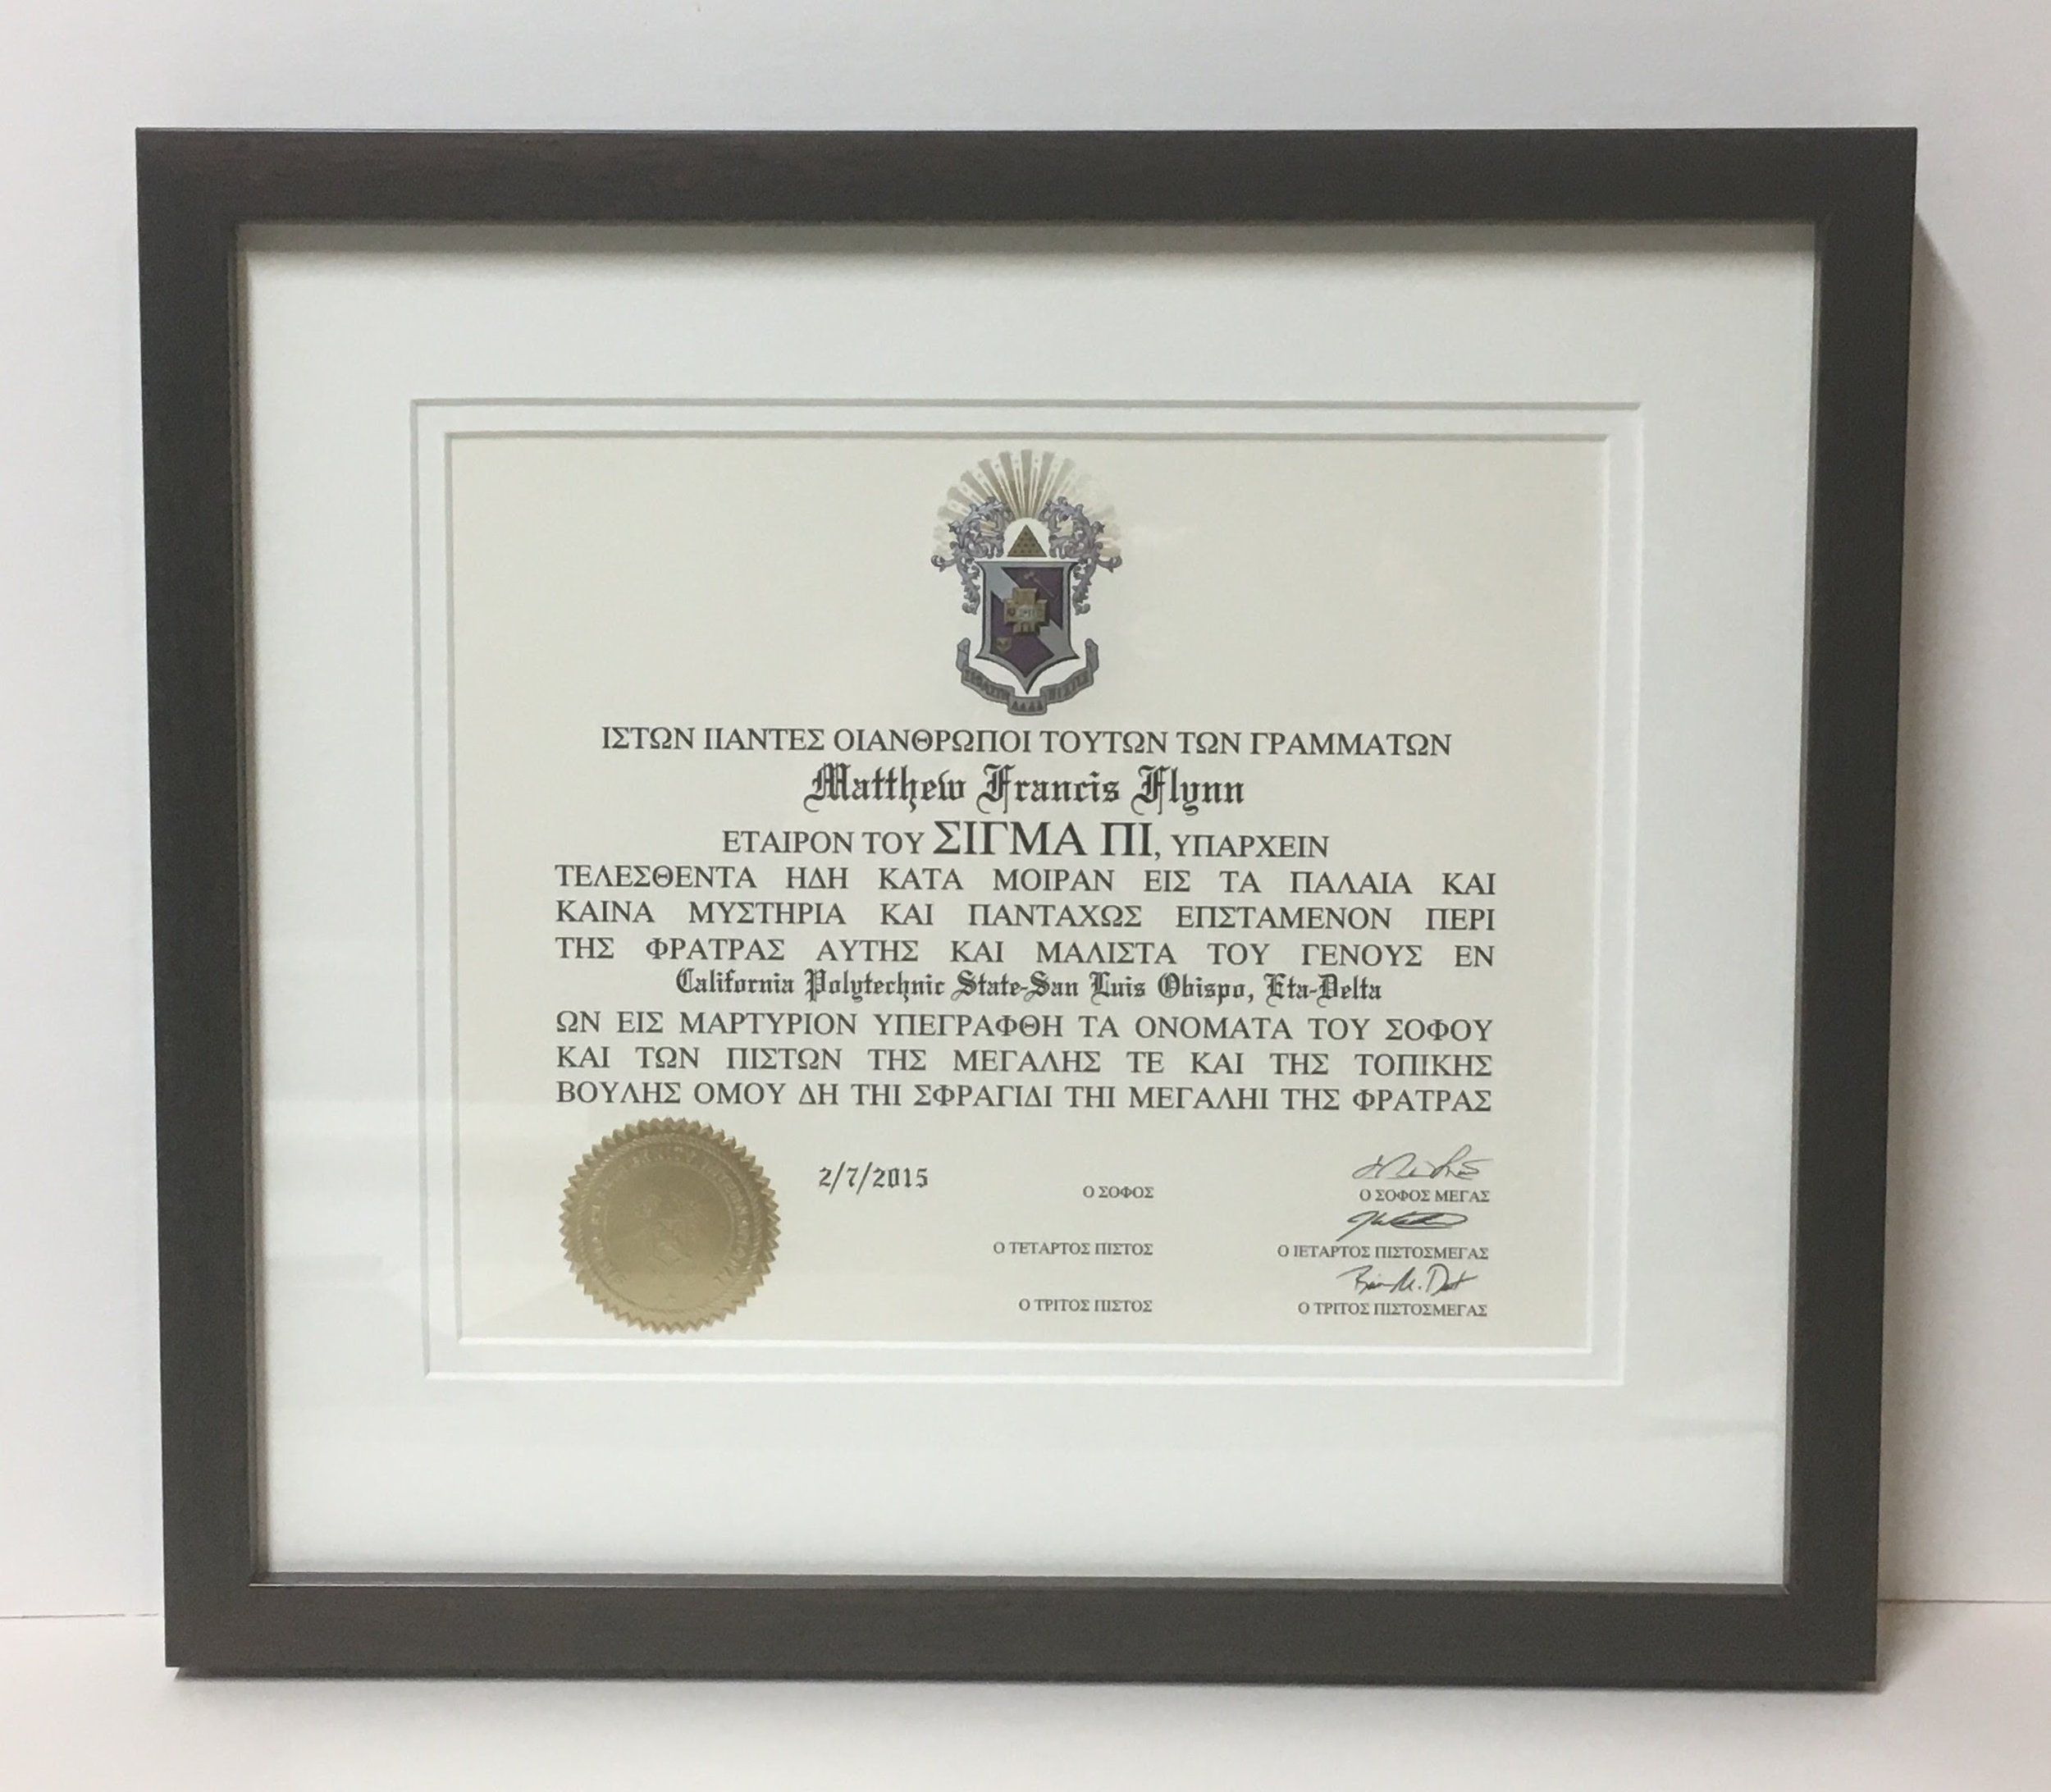 ΙΣΤΩΝ ΠΑΝΤΕΣ ΟΙΑΝΘΡΩΠΟΙ ΤΟΥΤΩΝ ΤΩΝ ΓΡΑΜΜΑΤΩΝ
Matthew Francis Flynn
ΕΤΑΙΡΟΝ ΤΟΥ ΣΙΓΜΑ ΠΙ, ΥΠΑΡΧΕΙΝ
ΤΕΛΕΣΘΕΝΤΑ ΗΔΗ ΚΑΤΑ ΜΟΙΡΑΝ ΕΙΣ ΤΑ ΠΑΛΑΙΑ ΚΑΙ
ΚΑΙΝΑ ΜΥΣΤΗΡΙΑ ΚΑΙ ΠΑΝΤΑΧΩΣ ΕΠΣΤΑΜΕΝΟΝ ΠΕΡΙ
ΤΗΣ ΦΡΑΤΡΑΣ ΑΥΤΗΣ ΚΑΙ ΜΑΛΙΣΤΑ ΤΟΥ ΓΕΝΟΥΣ ΕΝ
California Polytechnic State-San Luis Obispo, Eta-Delta
ΩΝ ΕΙΣ ΜΑΡΤΥΡΙΟΝ ΥΠΕΓΡΑΦΘΗ ΤΑ ΟΝΟΜΑΤΑ ΤΟΥ ΣΟΦΟΥ
ΚΑΙ ΤΩΝ ΠΙΣΤΩΝ ΤΗΣ ΜΕΓΑΛΗΣ ΤΕ ΚΑΙ ΤΗΣ ΤΟΠΙΚΗΣ
ΒΟΥΛΗΣ ΟΜΟΥ ΔΗ ΤΗΙ ΣΦΡΑΓΙΔΙ ΤΗΙ ΜΕΓΑΛΗΙ ΤΗΣ ΦΡΑΤΡΑΣ
2/7/2015
Ο ΣΟΦΟΣ
Ο ΣΟΦΟΣ ΜΕΓΑΣ
Ο ΤΕΤΑΡΤΟΣ ΠΙΣΤΟΣ
Ο ΙΕΤΑΡΤΟΣ ΠΙΣΤΟΣΜΕΓΑΣ
Ο ΤΡΙΤΟΣ ΠΙΣΤΟΣ
Ο ΤΡΙΤΟΣ ΠΙΣΤΟΣΜΕΓΑΣ